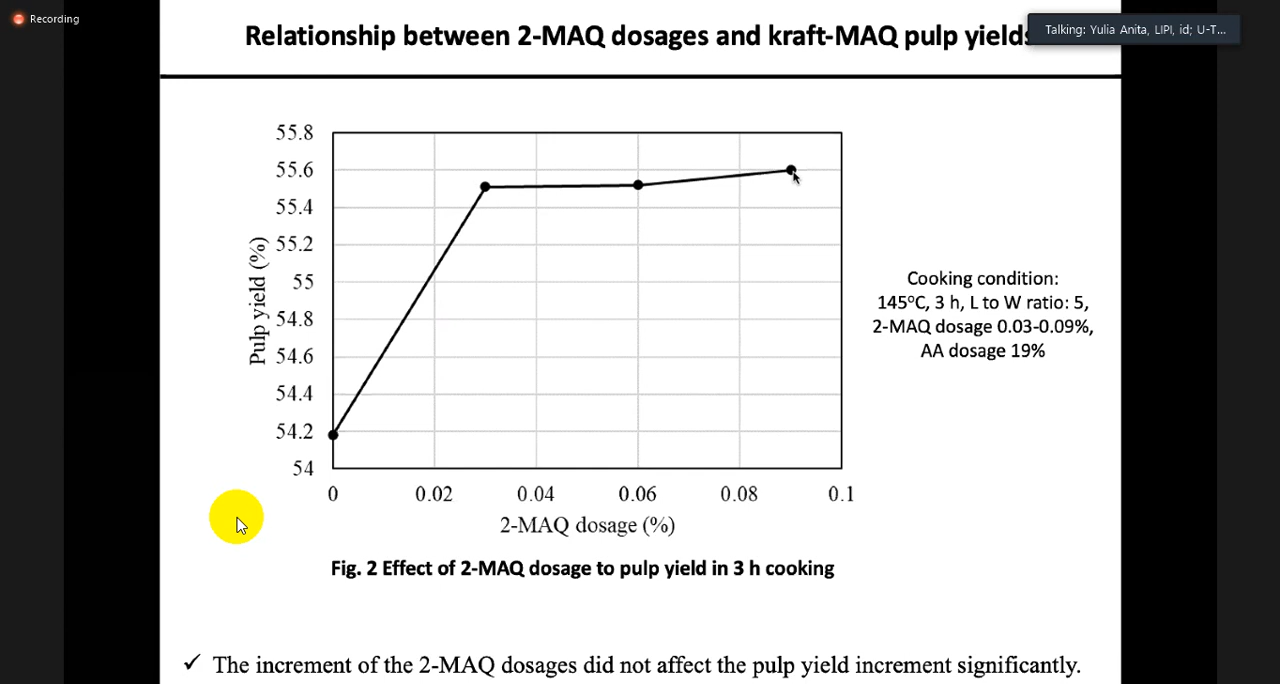 Recording
Relationship between 2-MAQ dosages and kraft-MAQ pulp yields
Talking: Yulia Anita, LIPI, id; U-T...
55.8
55.6
55.4
55.2
55
54.8
54.6
54.4
54.2
54
Pulp yield (%)
0 0.02 0.04 0.06 0.08 0.1
2-MAQ dosage (%)
Cooking condition:
145°C, 3 h, L to W ratio: 5,
2-MAQ dosage 0.03-0.09%,
AA dosage 19%
Fig. 2 Effect of 2-MAQ dosage to pulp yield in 3 h cooking
✓ The increment of the 2-MAQ dosages did not affect the pulp yield increment significantly.